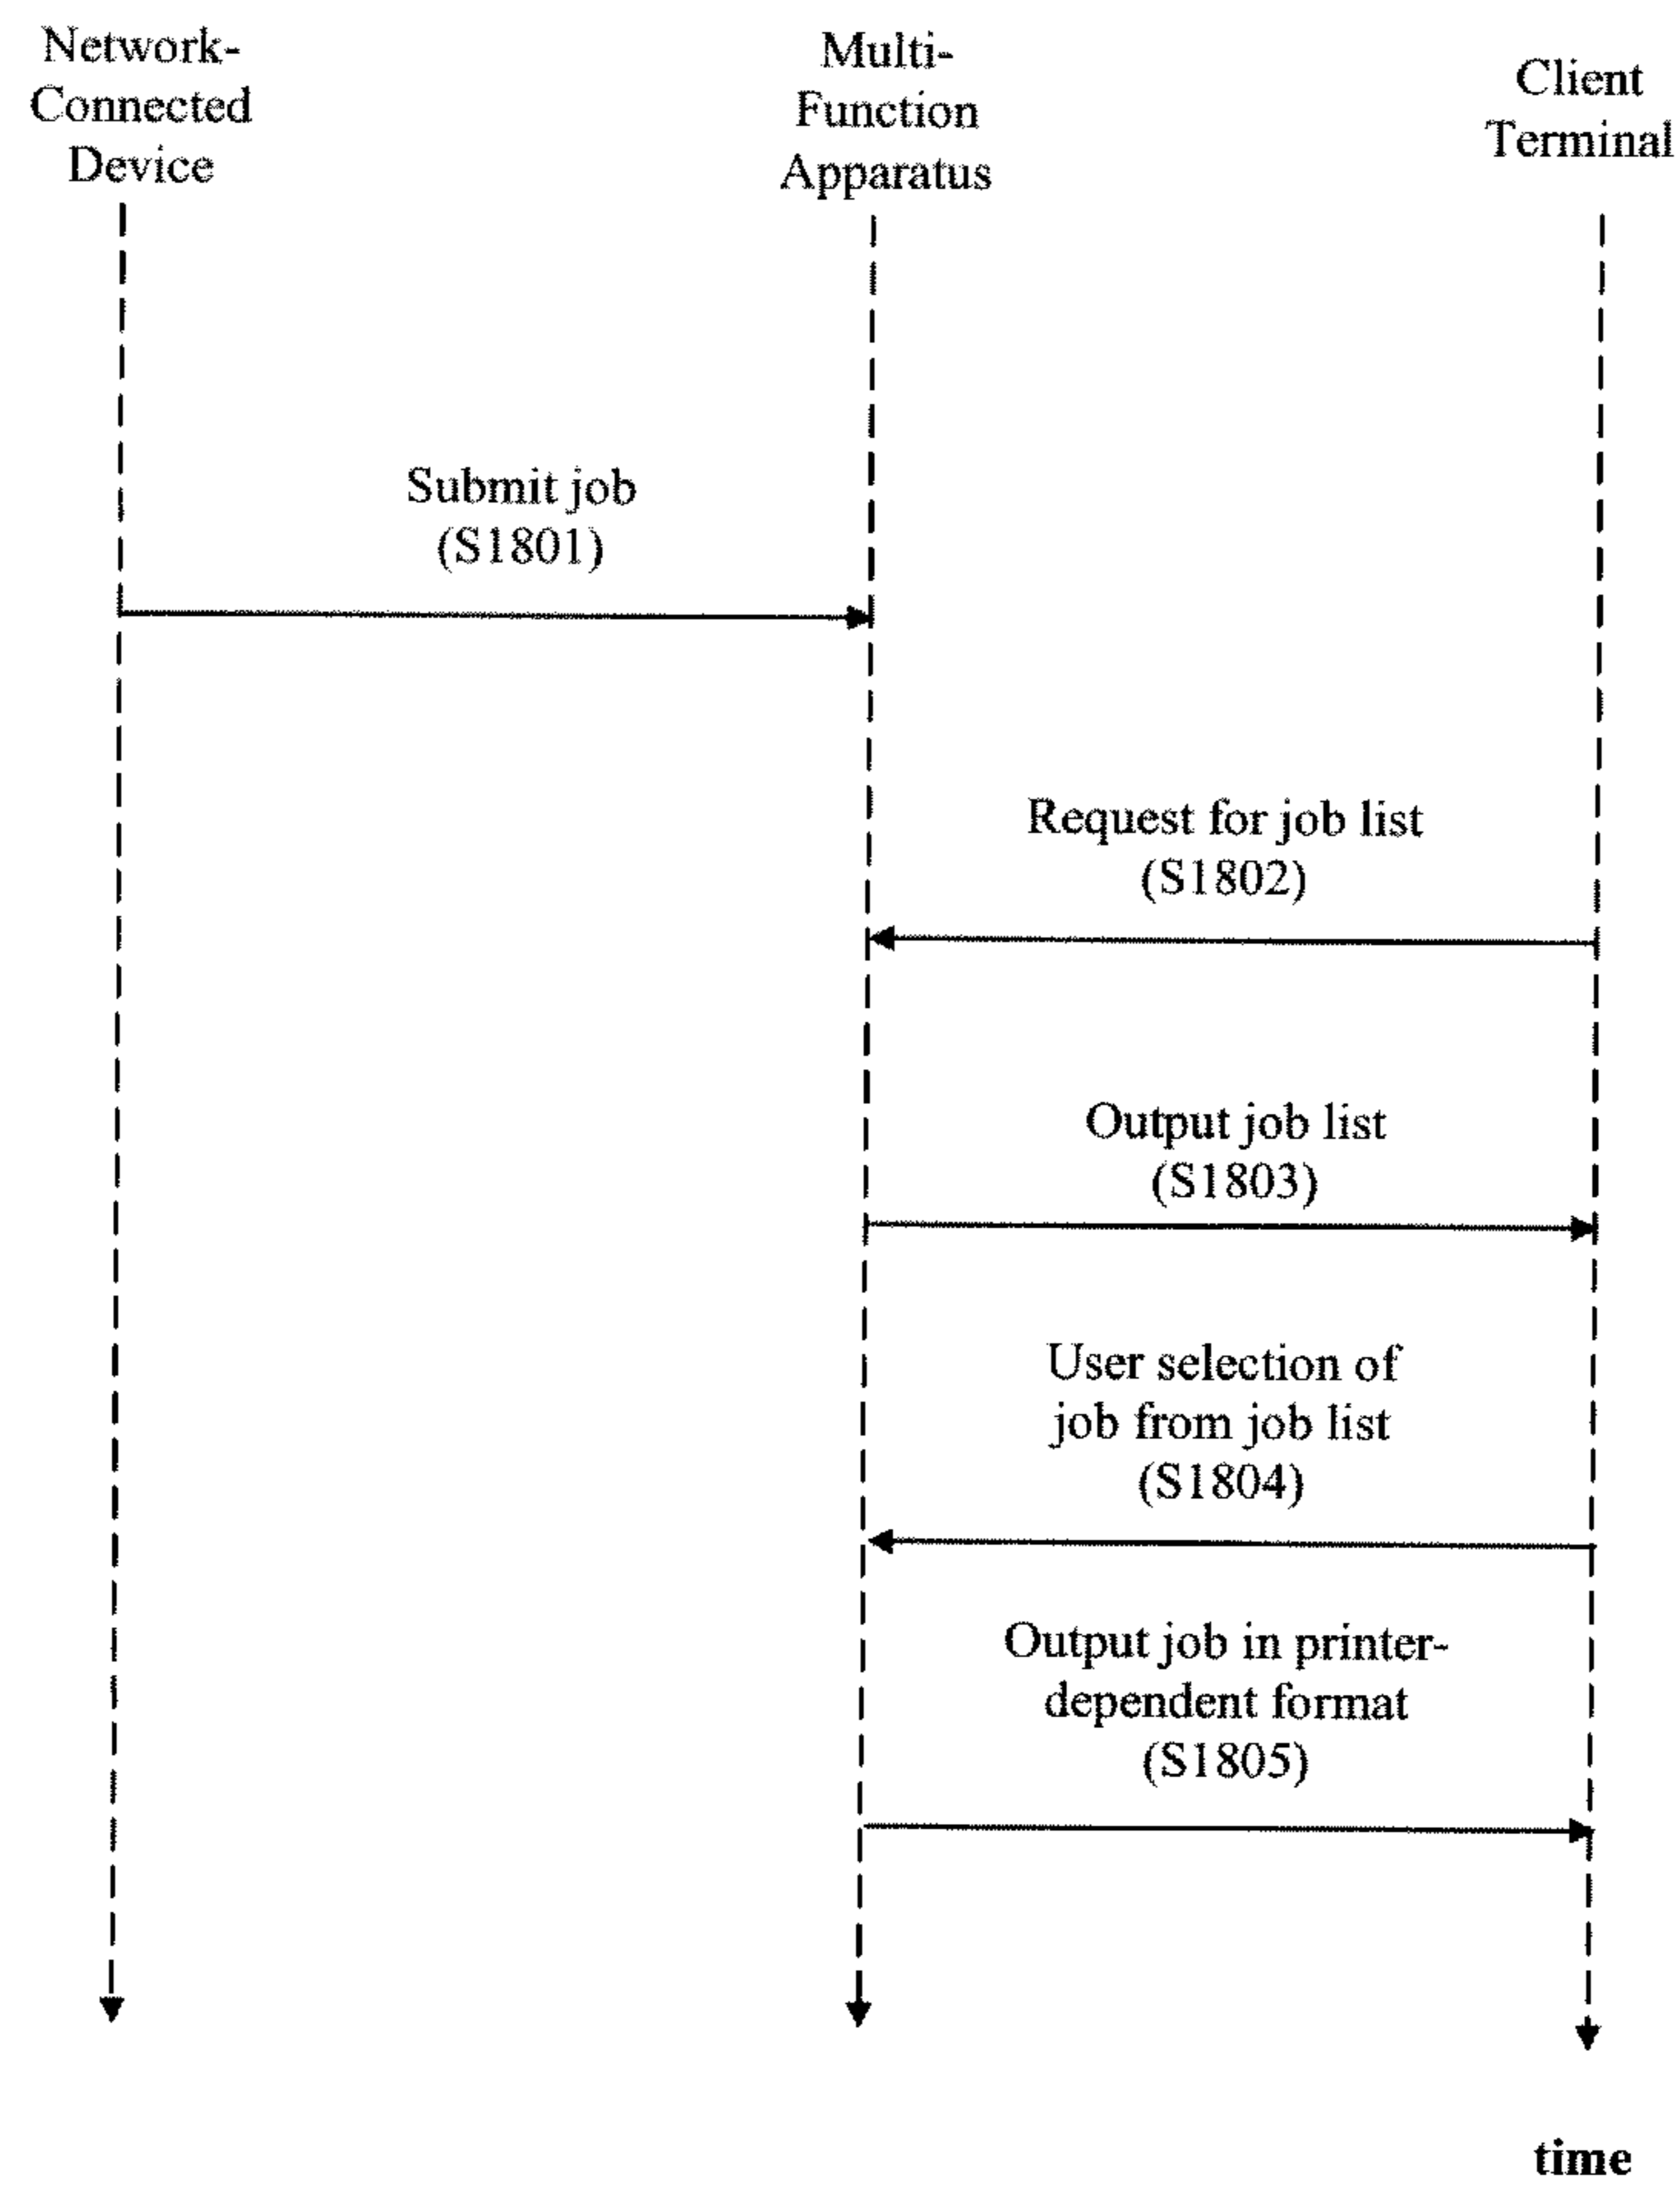 Network-
Connected
Device
Multi-
Function
Apparatus
Client
Terminal
Submit job
(S1801)
Request for job list
(S1802)
Output job list
(S1803)
User selection of
job from job list
(S1804)
Output job in printer-
dependent format
(S1805)
time